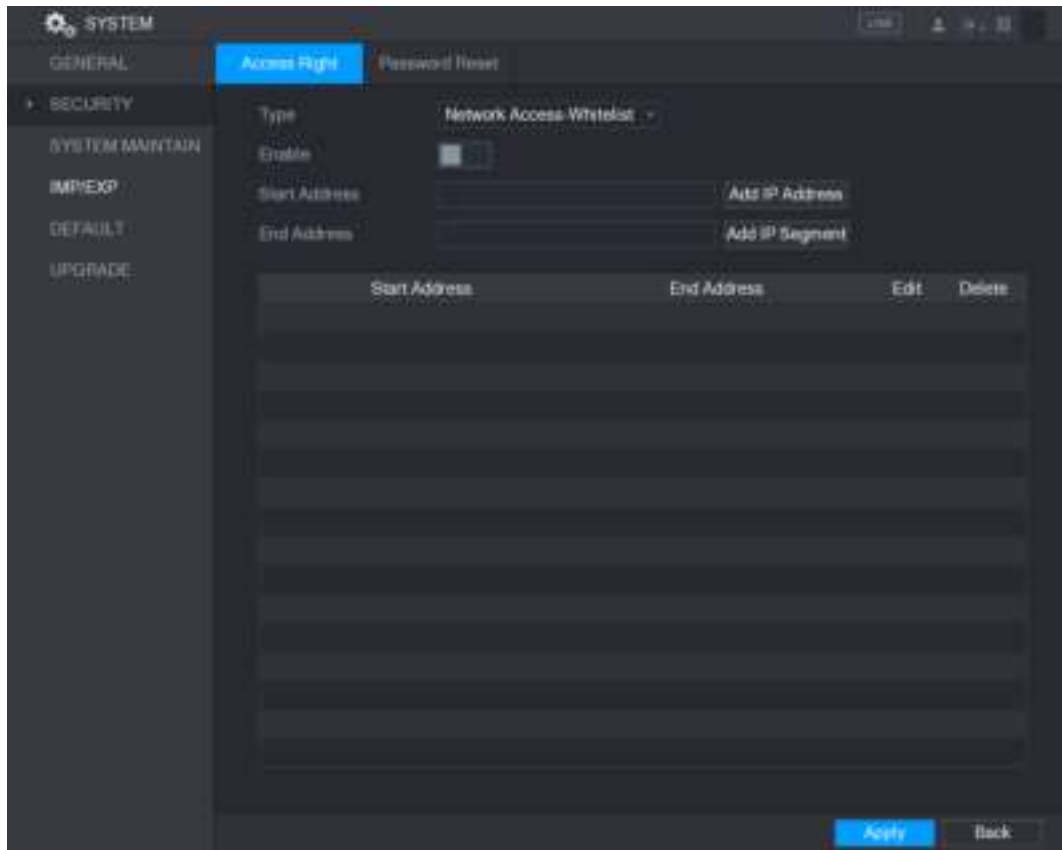 SYSTEM
LIVE
GENERAL
Access Right
Password Reset
SECURITY
Type
Network Access-Whitelist
SYSTEM MAINTAIN
Enable
IMP/EXP
Start Address
Add IP Address
DEFAULT
End Address
Add IP Segment
UPGRADE
Start Address
End Address
Edit
Delete
Apply
Back